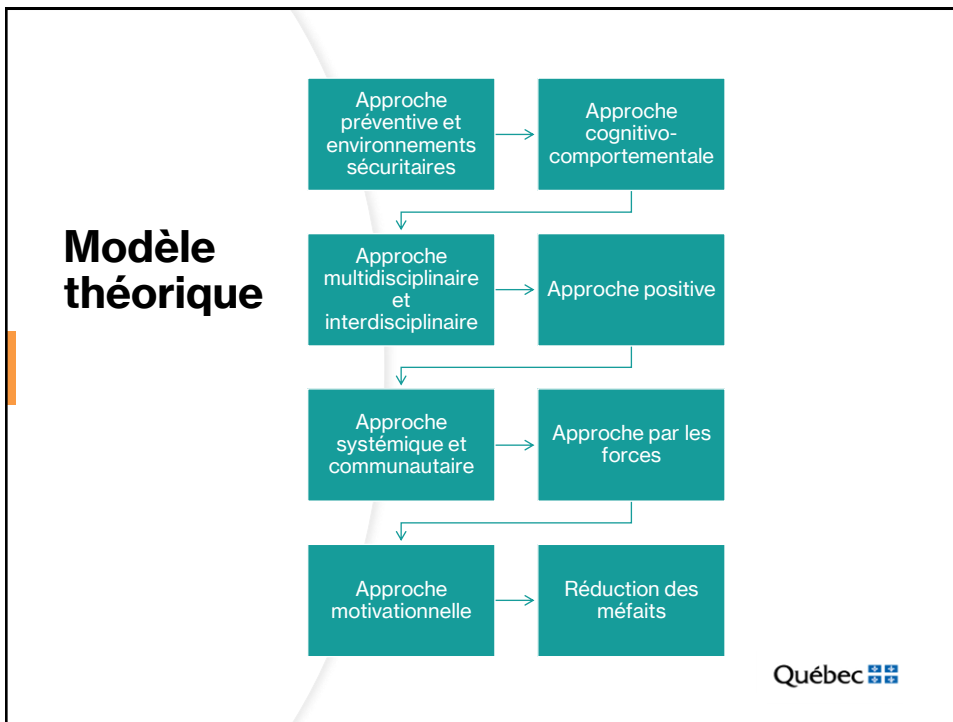 Modèle
théorique
Approche
préventive et
environnements
sécuritaires
Approche
cognitivo-
comportementale
Approche
multidisciplinaire
et
interdisciplinaire
Approche positive
Approche
systémique et
communautaire
Approche par les
forces
Approche
motivationnelle
Réduction des
méfaits
Québec